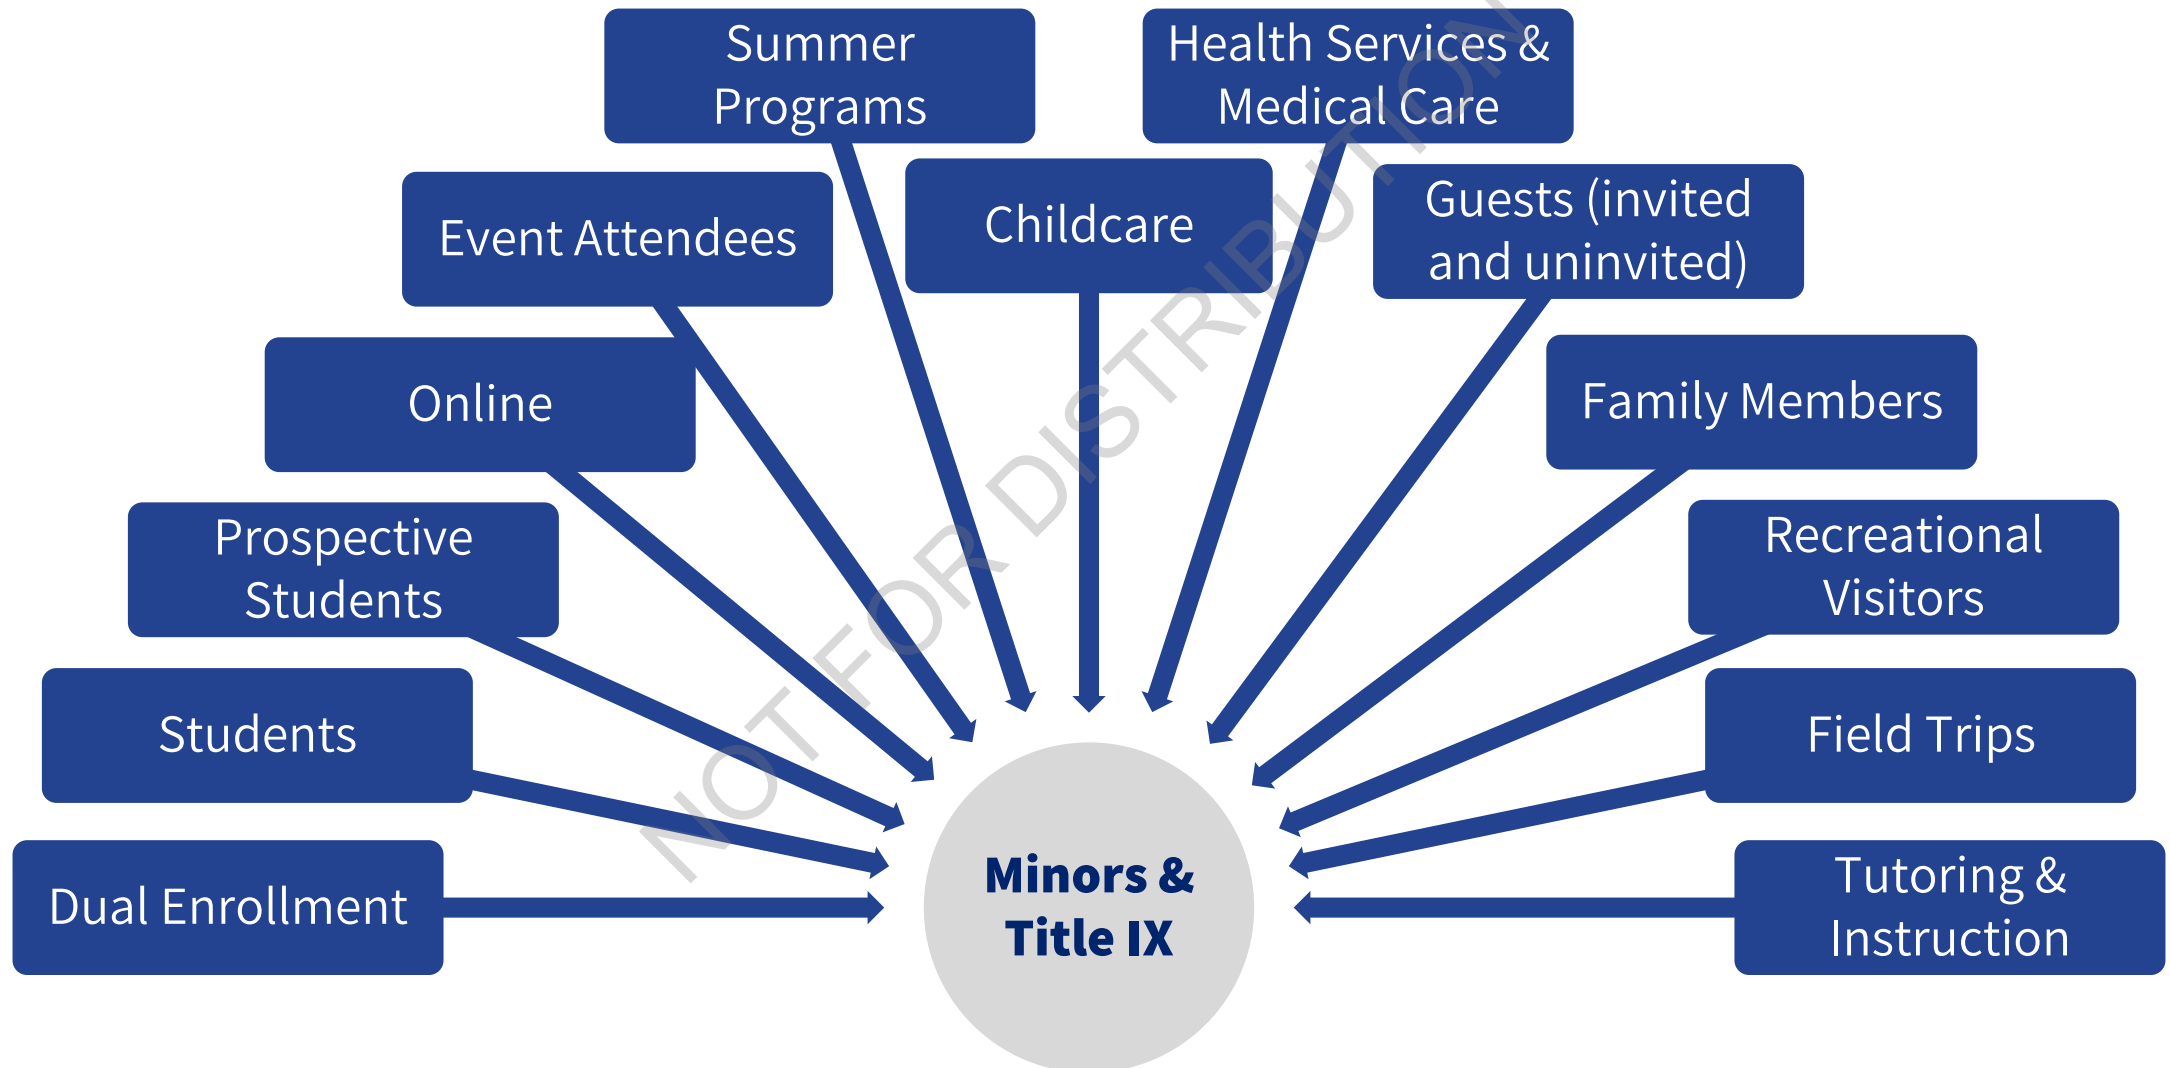 Summer
Programs
Health Services &
Medical Care
Event Attendees
Childcare
Guests (invited
and uninvited)
Online
Family Members
Prospective
Students
Recreational
Visitors
Students
Field Trips
Dual Enrollment
Minors &
Title IX
Tutoring &
Instruction
NOT FOR DISTRIBUTION